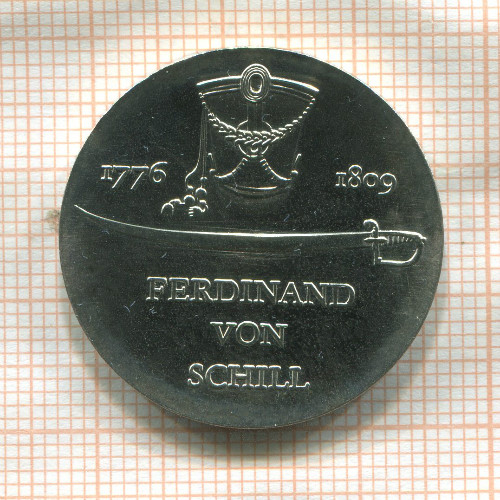 1776 1809
FERDINAND
VON
SCHILL